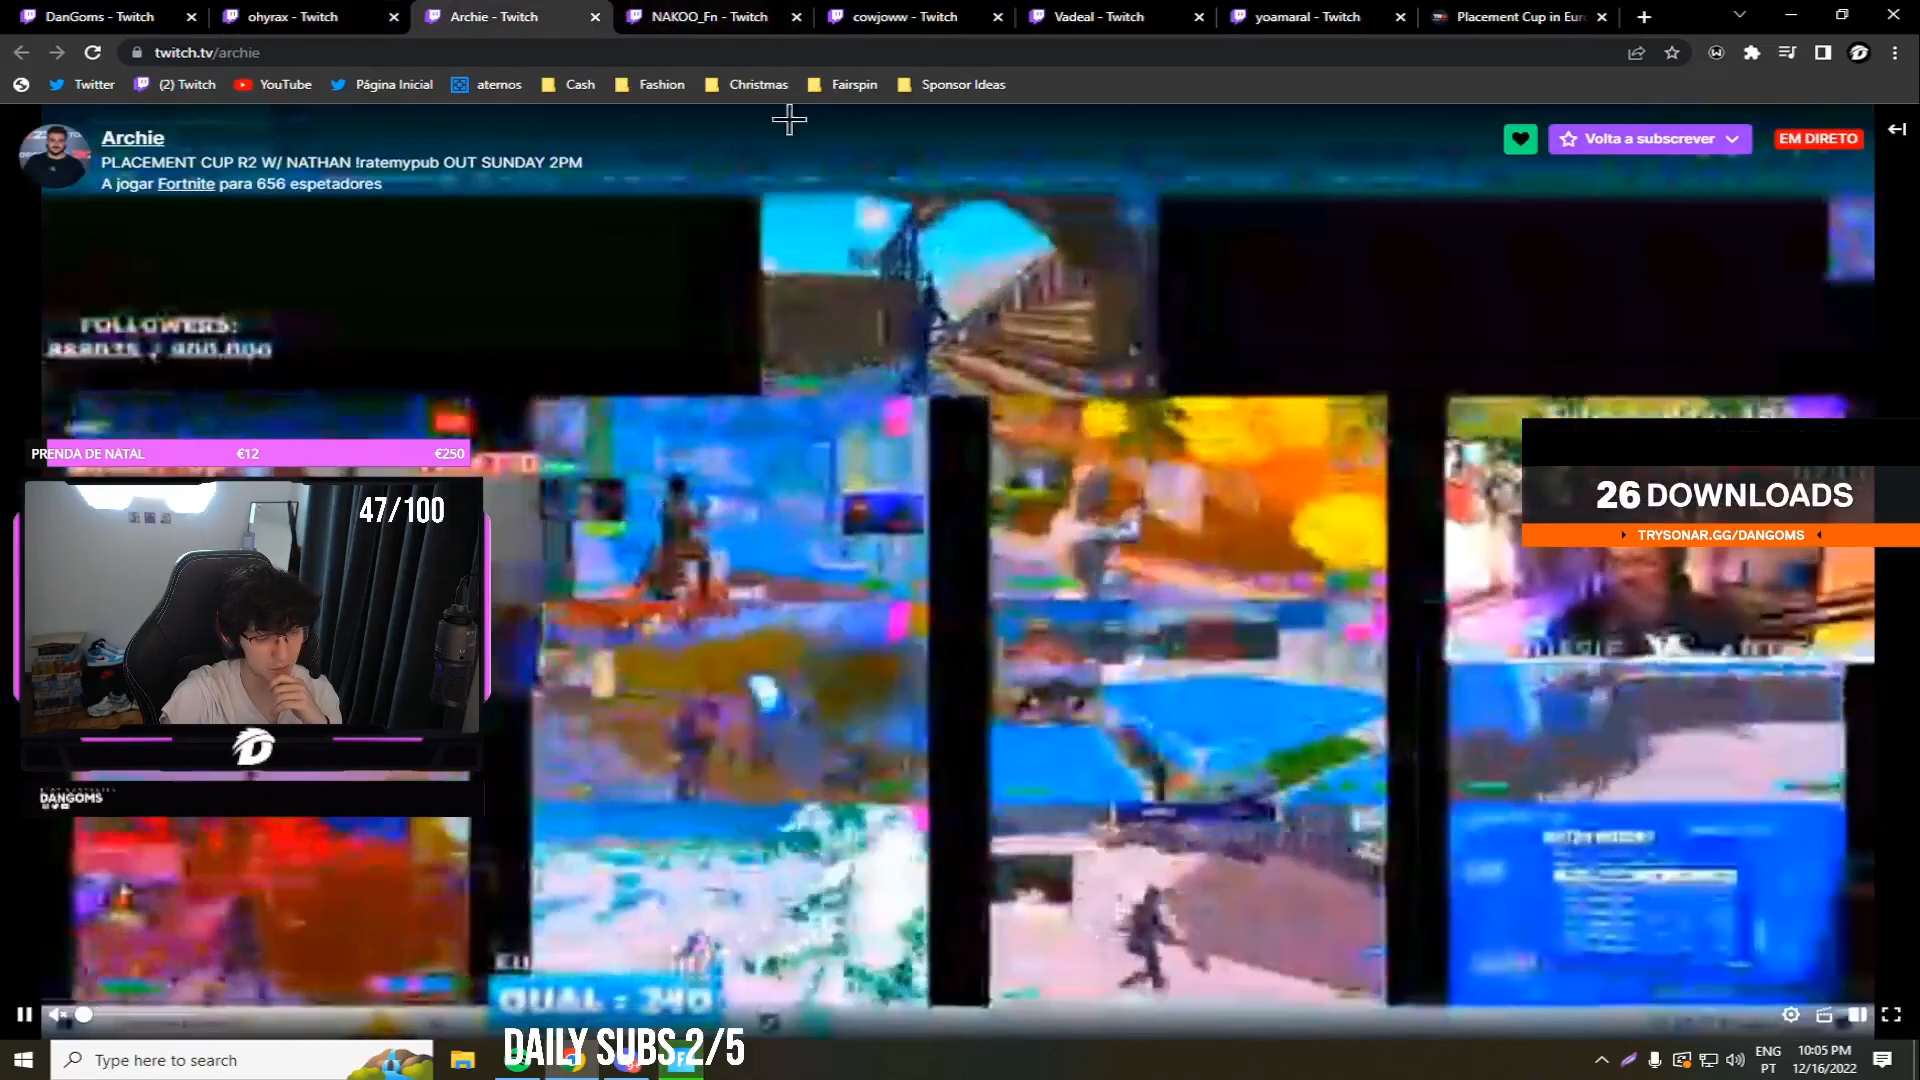 DanGoms - Twitch
ohyrax - Twitch
Archie - Twitch
NAKOO_Fn - Twitch
cowjoww - Twitch
Vadeal - Twitch
yoamaral - Twitch
Placement Cup in Eur
twitch.tv/archie
Twitter
(2) Twitch
YouTube
Página Inicial
aternos
Cash
Fashion
Christmas
Fairspin
Sponsor Ideas
Archie
PLACEMENT CUP R2 W/ NATHAN !ratemypub OUT SUNDAY 2PM
A jogar Fortnite para 656 espetadores
Volta a subscrever
EM DIRETO
FOLLOWERS:
PRENDA DE NATAL €12 €250
47/100
26 DOWNLOADS
TRYSONAR.GG/DANGOMS
DANGOMS
QUAL : 240
DAILY SUBS 2/5
Type here to search
ENG
PT
10:05 PM
12/16/2022